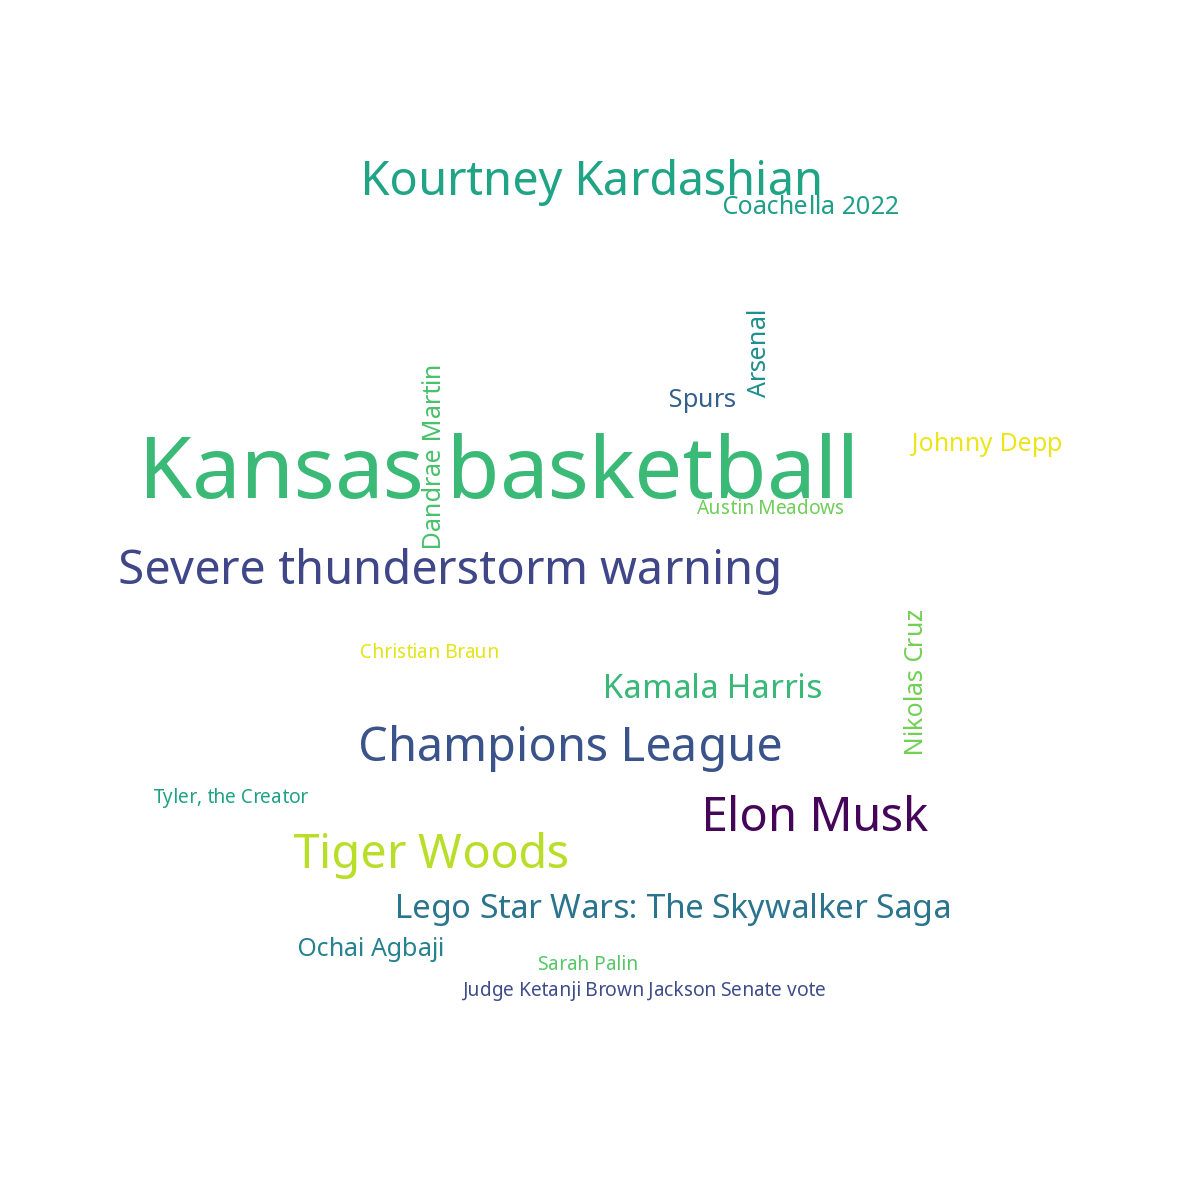 Kourtney Kardashian
Coachella 2022
Arsenal
Spurs
Dandrae Martin
Johnny Depp
Kansas basketball
Austin Meadows
Severe thunderstorm warning
Nikolas Cruz
Christian Braun
Kamala Harris
Champions League
Tyler, the Creator
Elon Musk
Tiger Woods
Lego Star Wars: The Skywalker Saga
Ochai Agbaji
Sarah Palin
Judge Ketanji Brown Jackson Senate vote